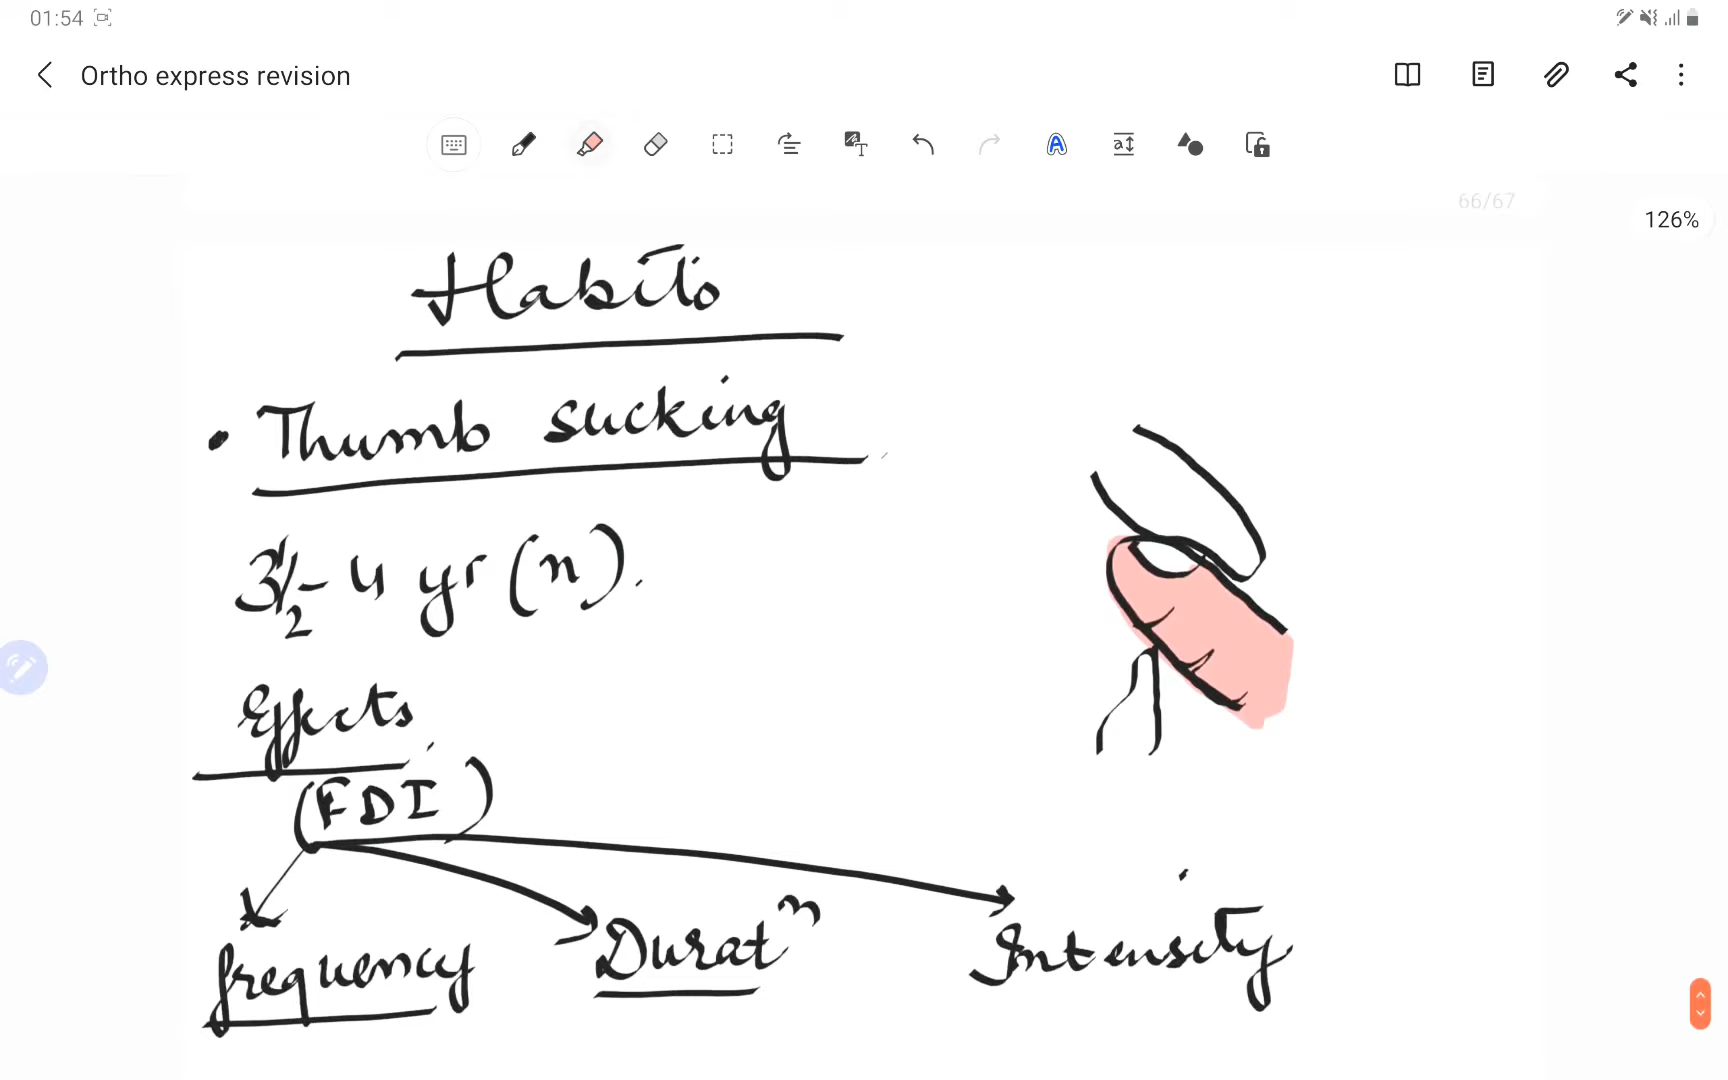 01:54
Ortho express revision
66/67
126%
Habits
• Thumb sucking
3½-4 yr (n).
Effects
(FDI)
frequency Duratⁿ Intensity